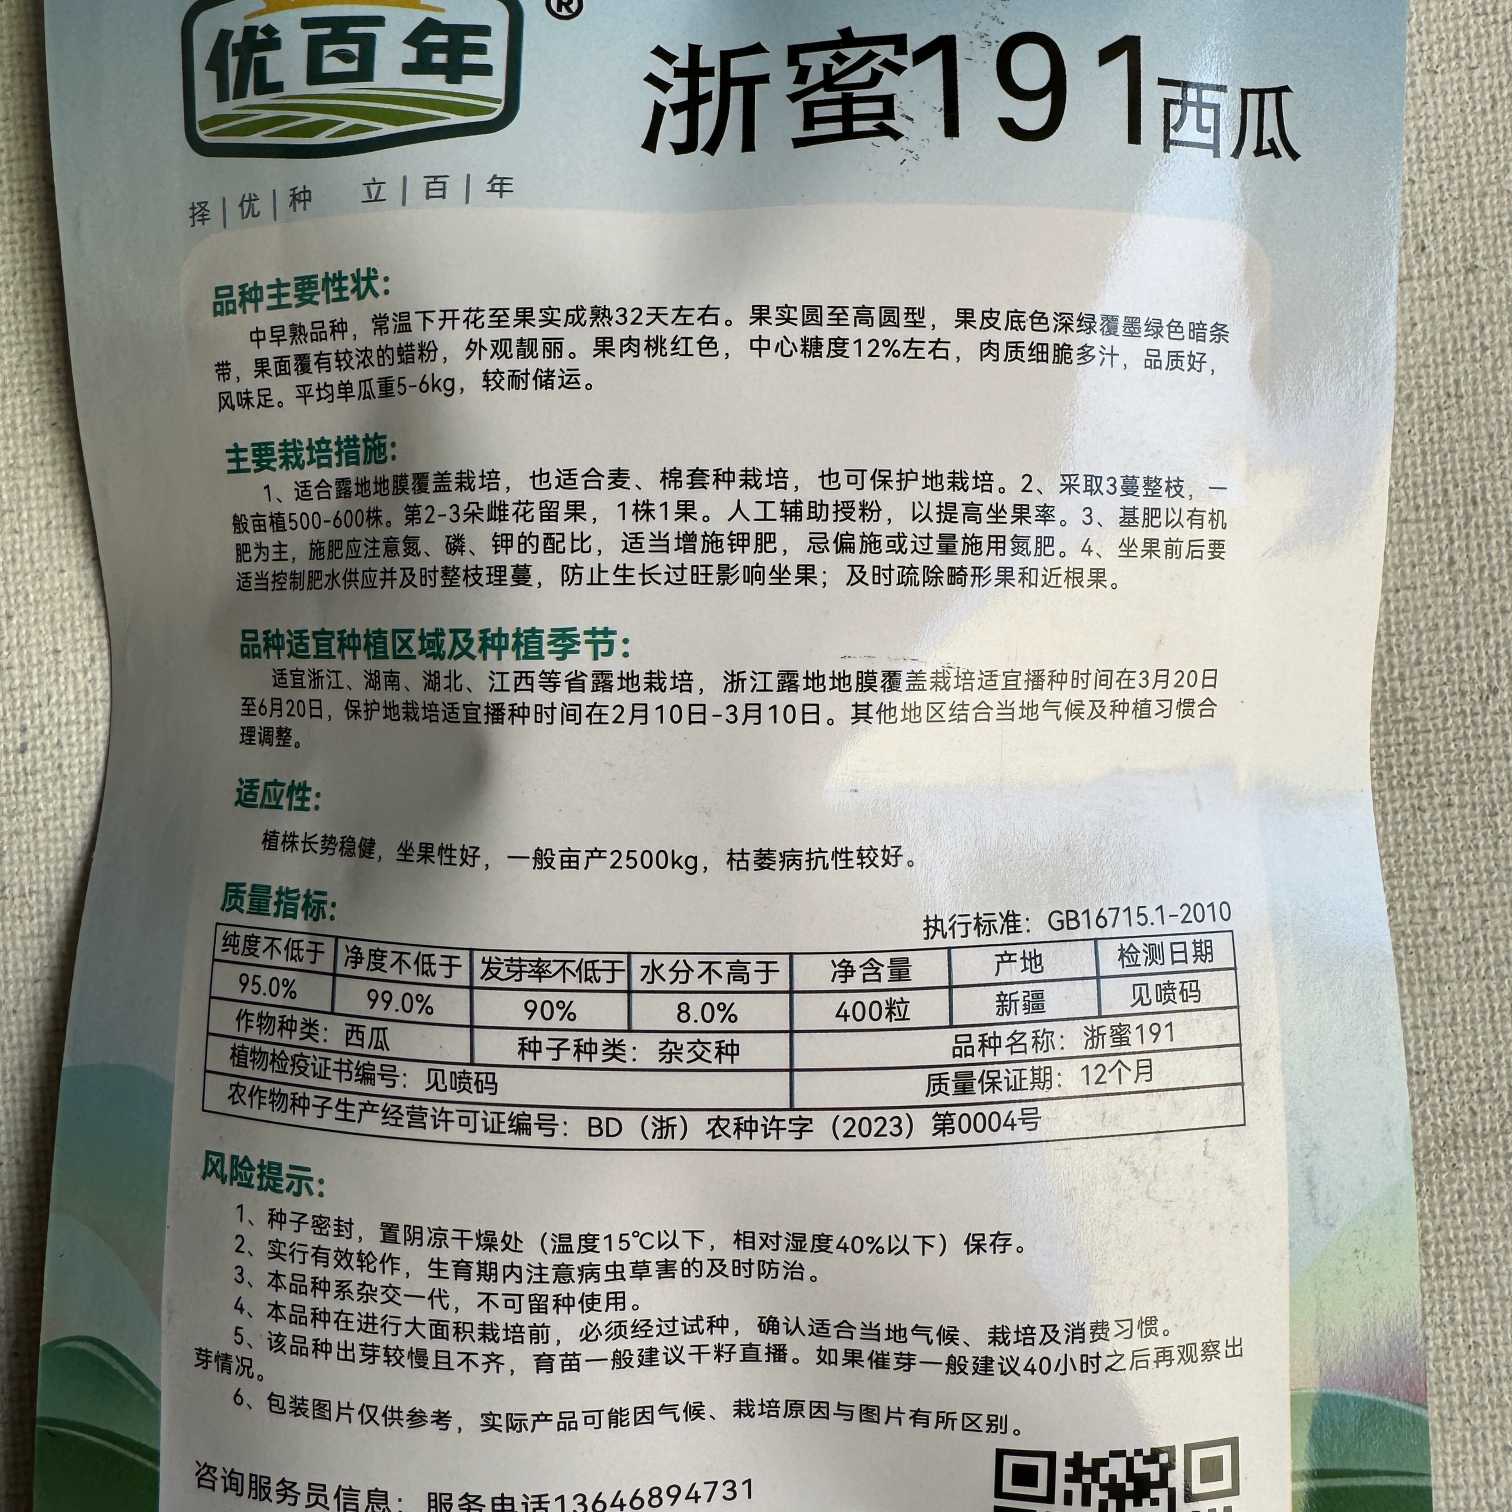 优百年®
浙蜜191西瓜
择|优|种 立|百|年
品种主要性状：
中早熟品种，常温下开花至果实成熟32天左右。果实圆至高圆型，果皮底色深绿覆墨绿色暗条
带，果面覆有较浓的蜡粉，外观靓丽。果肉桃红色，中心糖度12%左右，肉质细脆多汁，品质好，
风味足。平均单瓜重5-6kg，较耐储运。
主要栽培措施：
1、适合露地地膜覆盖栽培，也适合麦、棉套种栽培，也可保护地栽培。2、采取3蔓整枝，一
般亩植500-600株。第2-3朵雌花留果，1株1果。人工辅助授粉，以提高坐果率。3、基肥以有机
肥为主，施肥应注意氮、磷、钾的配比，适当增施钾肥，忌偏施或过量施用氮肥。4、坐果前后要
适当控制肥水供应并及时整枝理蔓，防止生长过旺影响坐果；及时疏除畸形果和近根果。
品种适宜种植区域及种植季节：
适宜浙江、湖南、湖北、江西等省露地栽培，浙江露地地膜覆盖栽培适宜播种时间在3月20日
至6月20日，保护地栽培适宜播种时间在2月10日-3月10日。其他地区结合当地气候及种植习惯合
理调整。
适应性：
植株长势稳健，坐果性好，一般亩产2500kg，枯萎病抗性较好。
质量指标：
执行标准：GB16715.1-2010
纯度不低于 净度不低于 发芽率不低于 水分不高于 净含量 产地 检测日期
95.0% 99.0% 90% 8.0% 400粒 新疆 见喷码
作物种类：西瓜 种子种类：杂交种 品种名称：浙蜜191
植物检疫证书编号：见喷码 质量保证期：12个月
农作物种子生产经营许可证编号：BD（浙）农种许字（2023）第0004号
风险提示：
1、种子密封，置阴凉干燥处（温度15℃以下，相对湿度40%以下）保存。
2、实行有效轮作，生育期内注意病虫草害的及时防治。
3、本品种系杂交一代，不可留种使用。
4、本品种在进行大面积栽培前，必须经过试种，确认适合当地气候、栽培及消费习惯。
5、该品种出芽较慢且不齐，育苗一般建议干籽直播。如果催芽一般建议40小时之后再观察出
芽情况。
6、包装图片仅供参考，实际产品可能因气候、栽培原因与图片有所区别。
咨询服务员信息：服务电话13646894731